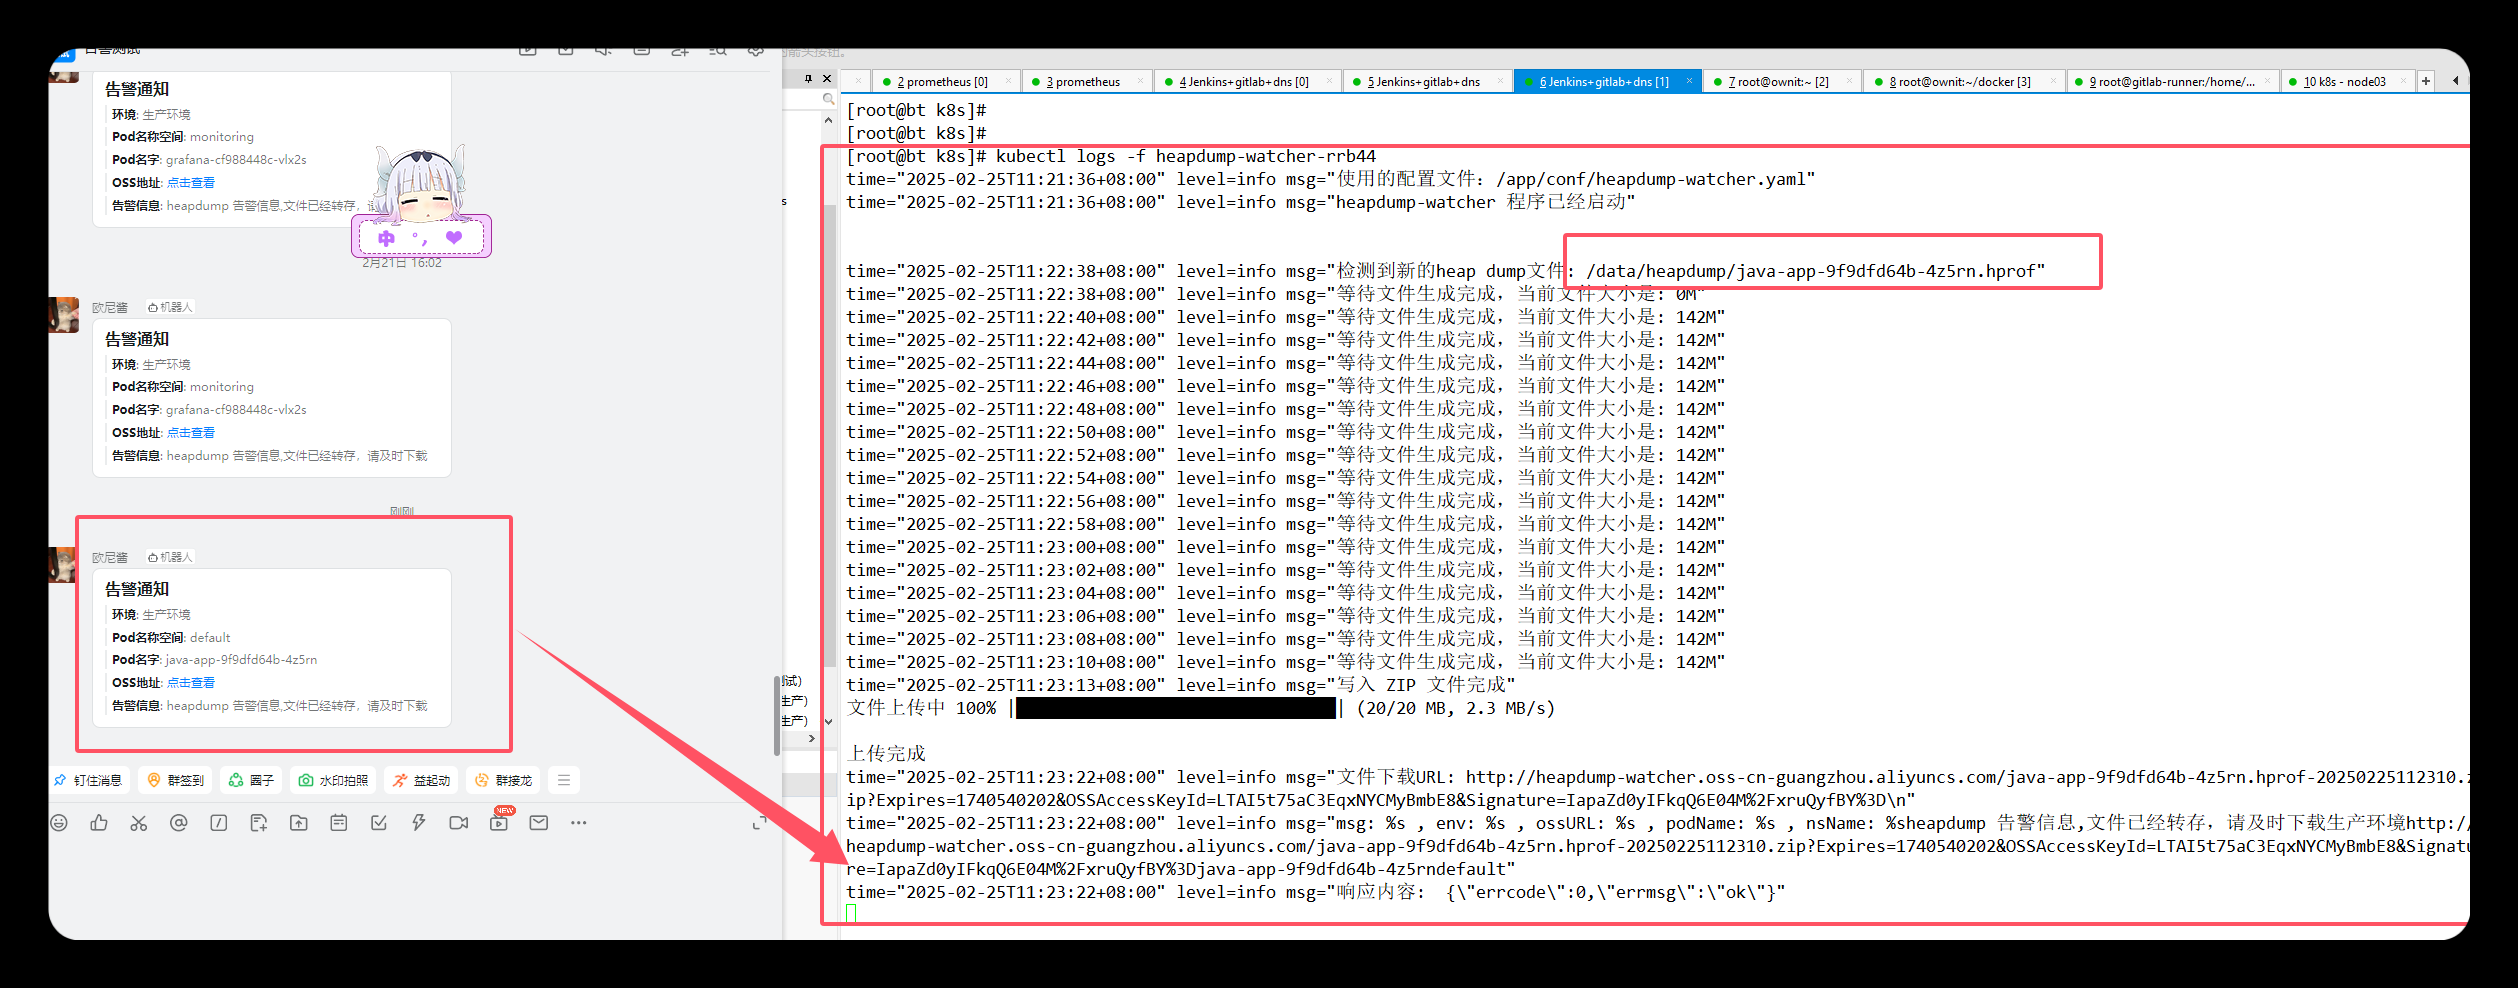 告警测试
告警通知
环境: 生产环境
Pod名称空间: monitoring
Pod名字: grafana-cf988448c-vlx2s
OSS地址: 点击查看
告警信息: heapdump 告警信息,文件已经转存，请
中 °, ❤
2月21日 16:02
欧尼酱 机器人
告警通知
环境: 生产环境
Pod名称空间: monitoring
Pod名字: grafana-cf988448c-vlx2s
OSS地址: 点击查看
告警信息: heapdump 告警信息,文件已经转存，请及时下载
刚刚
欧尼酱 机器人
告警通知
环境: 生产环境
Pod名称空间: default
Pod名字: java-app-9f9dfd64b-4z5rn
OSS地址: 点击查看
告警信息: heapdump 告警信息,文件已经转存，请及时下载
钉住消息 群签到 圈子 水印拍照 益起动 群接龙
NEW
的箭头按钮。
s
测试)
生产)
生产)
2 prometheus [0] 3 prometheus 4 Jenkins+gitlab+dns [0] 5 Jenkins+gitlab+dns 6 Jenkins+gitlab+dns [1] 7 root@ownit:~ [2] 8 root@ownit:~/docker [3] 9 root@gitlab-runner:/home/... 10 k8s - node03
[root@bt k8s]#
[root@bt k8s]#
[root@bt k8s]# kubectl logs -f heapdump-watcher-rrb44
time="2025-02-25T11:21:36+08:00" level=info msg="使用的配置文件: /app/conf/heapdump-watcher.yaml"
time="2025-02-25T11:21:36+08:00" level=info msg="heapdump-watcher 程序已经启动"
time="2025-02-25T11:22:38+08:00" level=info msg="检测到新的heap dump文件: /data/heapdump/java-app-9f9dfd64b-4z5rn.hprof"
time="2025-02-25T11:22:38+08:00" level=info msg="等待文件生成完成，当前文件大小是: 0M"
time="2025-02-25T11:22:40+08:00" level=info msg="等待文件生成完成，当前文件大小是: 142M"
time="2025-02-25T11:22:42+08:00" level=info msg="等待文件生成完成，当前文件大小是: 142M"
time="2025-02-25T11:22:44+08:00" level=info msg="等待文件生成完成，当前文件大小是: 142M"
time="2025-02-25T11:22:46+08:00" level=info msg="等待文件生成完成，当前文件大小是: 142M"
time="2025-02-25T11:22:48+08:00" level=info msg="等待文件生成完成，当前文件大小是: 142M"
time="2025-02-25T11:22:50+08:00" level=info msg="等待文件生成完成，当前文件大小是: 142M"
time="2025-02-25T11:22:52+08:00" level=info msg="等待文件生成完成，当前文件大小是: 142M"
time="2025-02-25T11:22:54+08:00" level=info msg="等待文件生成完成，当前文件大小是: 142M"
time="2025-02-25T11:22:56+08:00" level=info msg="等待文件生成完成，当前文件大小是: 142M"
time="2025-02-25T11:22:58+08:00" level=info msg="等待文件生成完成，当前文件大小是: 142M"
time="2025-02-25T11:23:00+08:00" level=info msg="等待文件生成完成，当前文件大小是: 142M"
time="2025-02-25T11:23:02+08:00" level=info msg="等待文件生成完成，当前文件大小是: 142M"
time="2025-02-25T11:23:04+08:00" level=info msg="等待文件生成完成，当前文件大小是: 142M"
time="2025-02-25T11:23:06+08:00" level=info msg="等待文件生成完成，当前文件大小是: 142M"
time="2025-02-25T11:23:08+08:00" level=info msg="等待文件生成完成，当前文件大小是: 142M"
time="2025-02-25T11:23:10+08:00" level=info msg="等待文件生成完成，当前文件大小是: 142M"
time="2025-02-25T11:23:13+08:00" level=info msg="写入 ZIP 文件完成"
文件上传中 100% |████████████████| (20/20 MB, 2.3 MB/s)
上传完成
time="2025-02-25T11:23:22+08:00" level=info msg="文件下载URL: http://heapdump-watcher.oss-cn-guangzhou.aliyuncs.com/java-app-9f9dfd64b-4z5rn.hprof-20250225112310.z
ip?Expires=1740540202&OSSAccessKeyId=LTAI5t75aC3EqxNYCMyBmbE8&Signature=IapaZd0yIFkqQ6E04M%2FxruQyfBY%3D\n"
time="2025-02-25T11:23:22+08:00" level=info msg="msg: %s , env: %s , ossURL: %s , podName: %s , nsName: %sheapdump 告警信息,文件已经转存，请及时下载生产环境http://
heapdump-watcher.oss-cn-guangzhou.aliyuncs.com/java-app-9f9dfd64b-4z5rn.hprof-20250225112310.zip?Expires=1740540202&OSSAccessKeyId=LTAI5t75aC3EqxNYCMyBmbE8&Signatu
re=IapaZd0yIFkqQ6E04M%2FxruQyfBY%3Djava-app-9f9dfd64b-4z5rndefault"
time="2025-02-25T11:23:22+08:00" level=info msg="响应内容:  {\"errcode\":0,\"errmsg\":\"ok\"}"